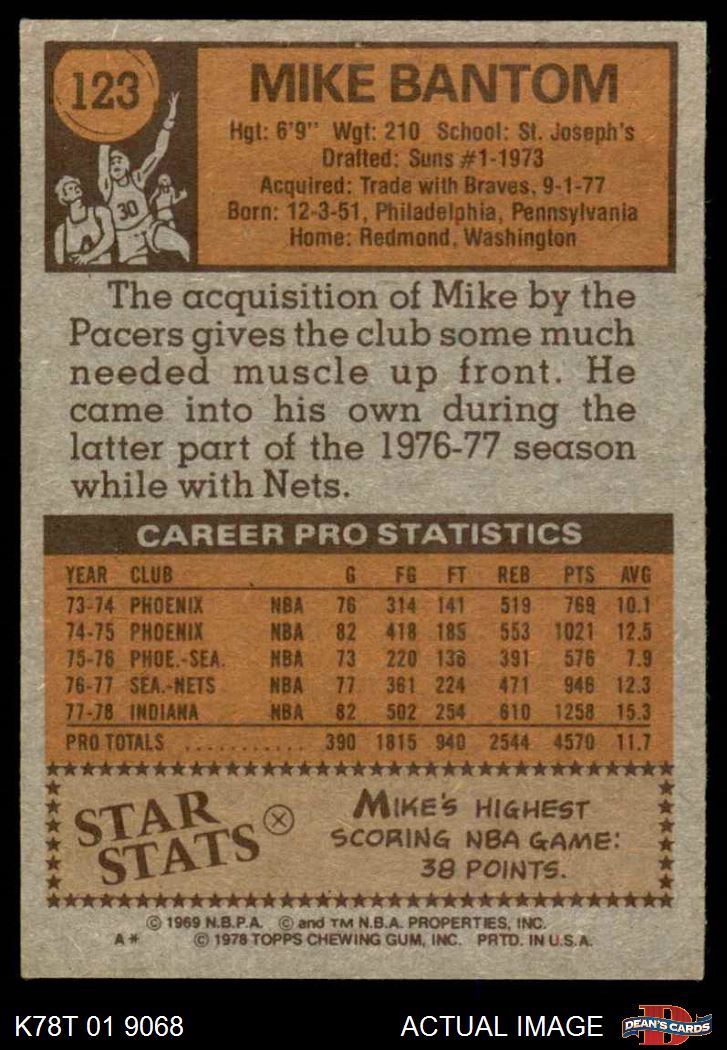 123
MIKE BANTOM
Hgt: 6'9" Wgt: 210 School: St. Joseph's
Drafted: Suns #1-1973
Acquired: Trade with Braves, 9-1-77
Born: 12-3-51, Philadelphia, Pennsylvania
Home: Redmond, Washington
30
The acquisition of Mike by the
Pacers gives the club some much
needed muscle up front. He
came into his own during the
latter part of the 1976-77 season
while with Nets.
CAREER PRO STATISTICS
YEAR CLUB G FG FT REB PTS AVG
73-74 PHOENIX NBA 76 314 141 519 769 10.1
74-75 PHOENIX NBA 82 418 185 553 1021 12.5
75-76 PHOE.-SEA. NBA 73 220 136 391 576 7.9
76-77 SEA.-NETS NBA 77 361 224 471 946 12.3
77-78 INDIANA NBA 82 502 254 610 1258 15.3
PRO TOTALS ........... 390 1815 940 2544 4570 11.7
STAR
STATS
MIKE'S HIGHEST
SCORING NBA GAME:
38 POINTS.
© 1969 N.B.P.A. © and TM N.B.A. PROPERTIES, INC.
A* © 1978 TOPPS CHEWING GUM, INC. PRTD. IN U.S.A.
K78T 01 9068 ACTUAL IMAGE
D
DEAN'S CARDS